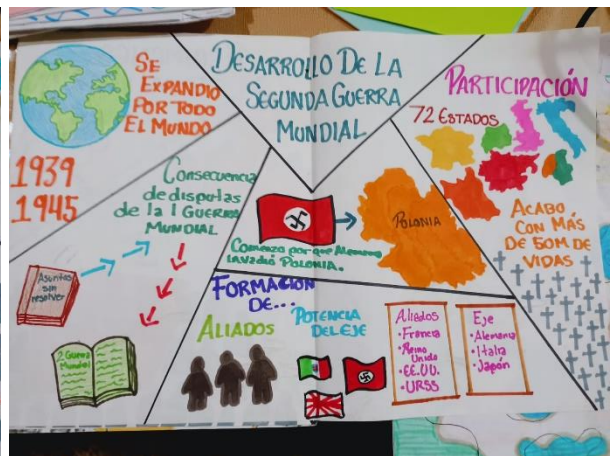 SE
EXPANDIO
POR TODO
EL MUNDO
1939
1945
DESARROLLO DE LA
SEGUNDA GUERRA
MUNDIAL
PARTICIPACIÓN
72 ESTADOS
Consecuencia
de disputas
de la I GUERRA
MUNDIAL
Asuntos
sin
resolver
2 Guerra
Mundial
POLONIA
Comenzo por que Alemania
invadió POLONIA.
ACABO
CON MÁS
DE 50M DE
VIDAS
FORMACION
DE...
ALIADOS
POTENCIA
DEL EJE
Aliados
• Francia
• Reino
Unido
• EE.UU.
• URSS
Eje
• Alemania
• Italia
• Japón